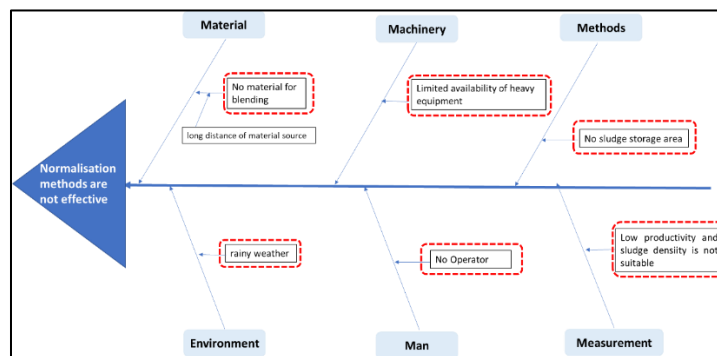 Material
Machinery
Methods
No material for
blending
Limited availability of heavy
equipment
long distance of material source
No sludge storage area
Normalisation
methods are
not effective
rainy weather
No Operator
Low productivity and
sludge densiity is not
suitable
Environment
Man
Measurement